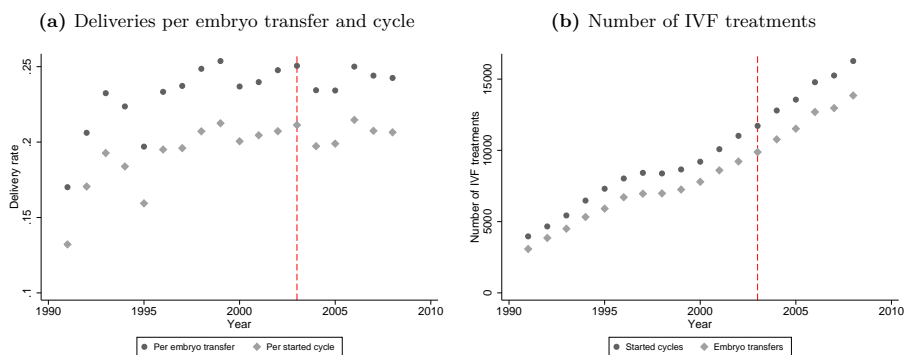 (a) Deliveries per embryo transfer and cycle
Delivery rate
.25
.2
.15
.1
1990 1995 2000 2005 2010
Year
Per embryo transfer Per started cycle
(b) Number of IVF treatments
Number of IVF treatments
15000
10000
5000
0
1990 1995 2000 2005 2010
Year
Started cycles Embryo transfers